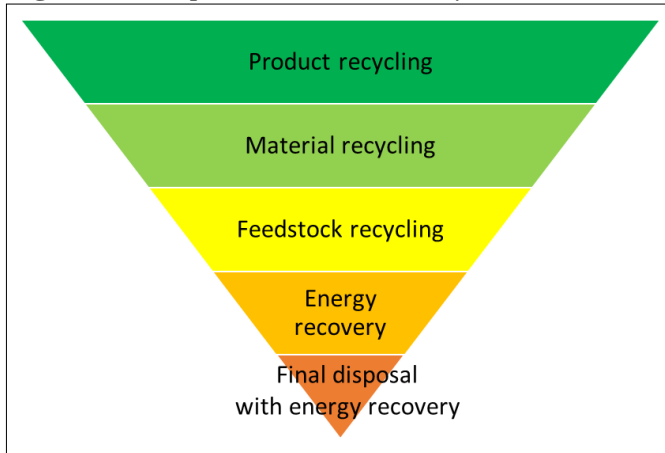 Product recycling
Material recycling
Feedstock recycling
Energy
recovery
Final disposal
with energy recovery